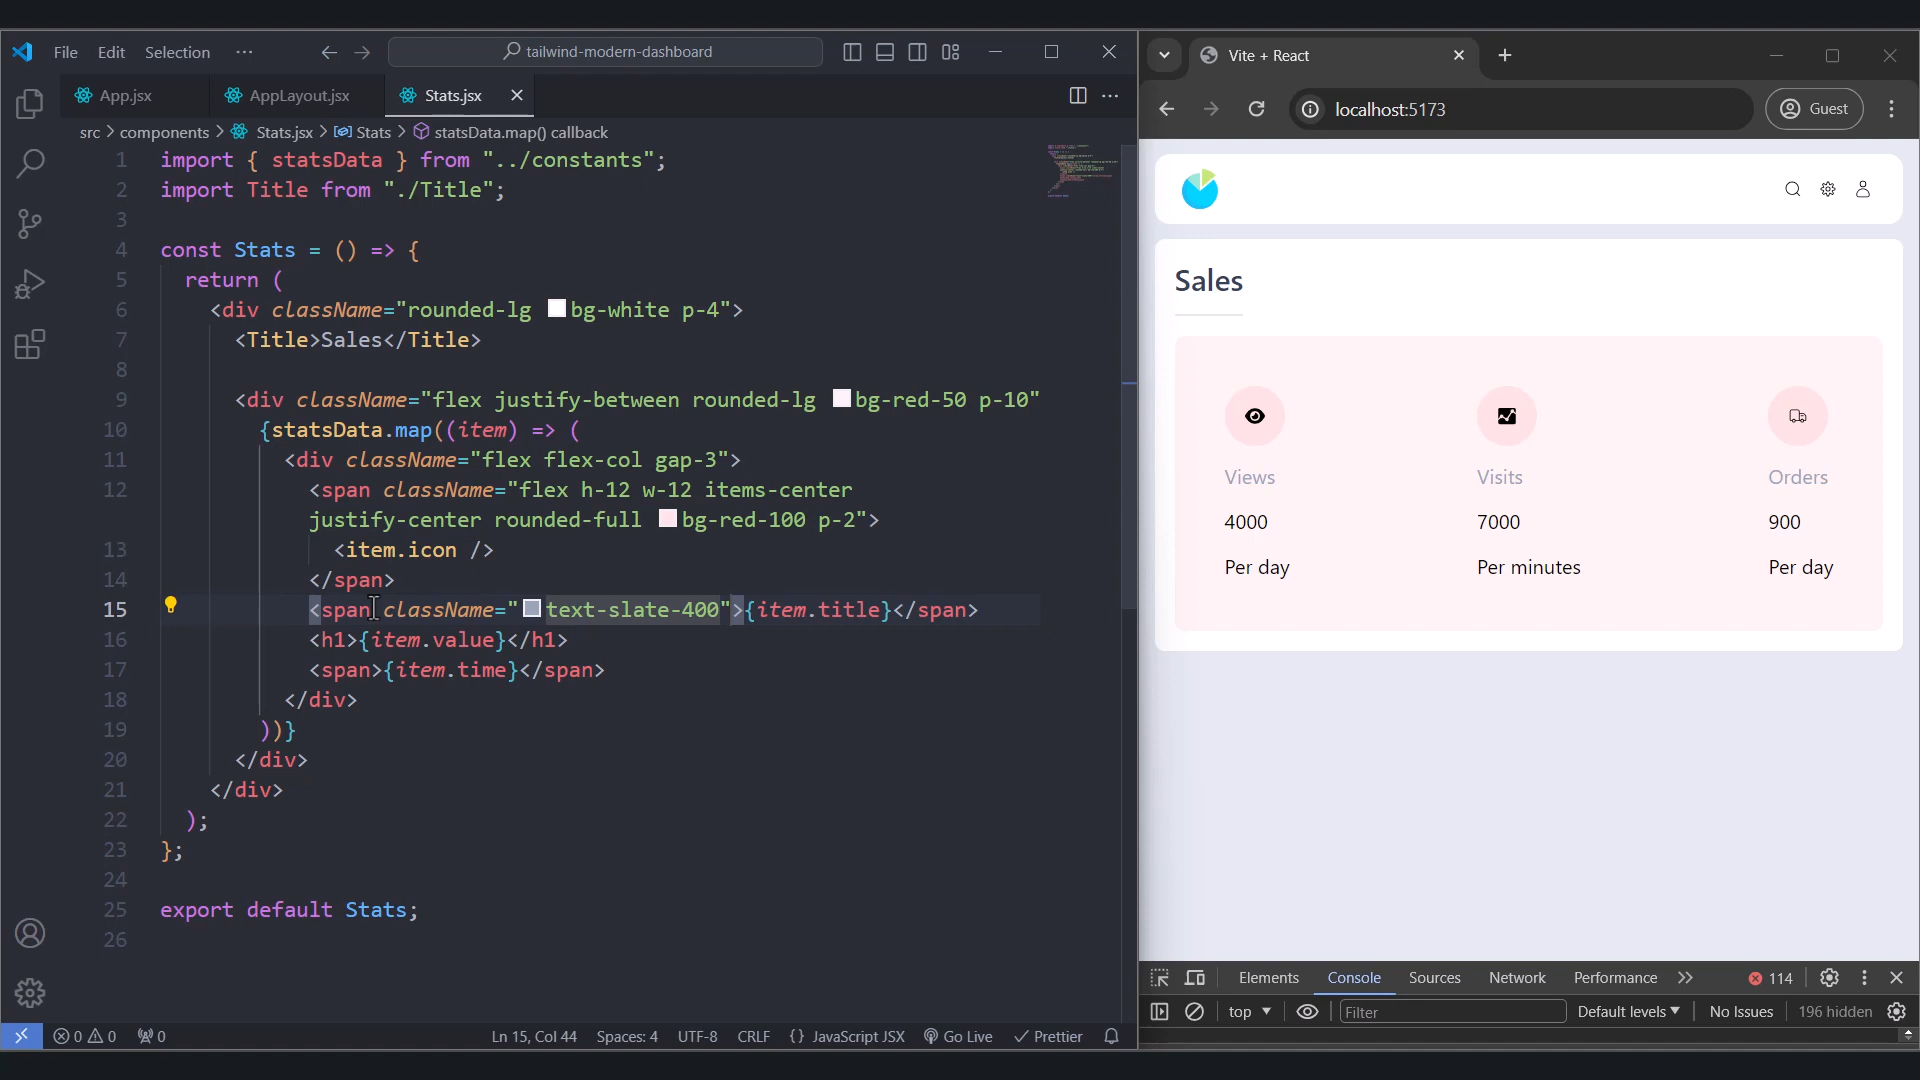 File Edit Selection ···
tailwind-modern-dashboard
App.jsx
AppLayout.jsx
Stats.jsx
src > components > Stats.jsx > Stats > statsData.map() callback
1 import { statsData } from "../constants";
2 import Title from "./Title";
3
4 const Stats = () => {
5 return (
6 <div className="rounded-lg bg-white p-4">
7 <Title>Sales</Title>
8
9 <div className="flex justify-between rounded-lg bg-red-50 p-10"
10 {statsData.map((item) => (
11 <div className="flex flex-col gap-3">
12 <span className="flex h-12 w-12 items-center
justify-center rounded-full bg-red-100 p-2">
13 <item.icon />
14 </span>
15 <span className="text-slate-400">{item.title}</span>
16 <h1>{item.value}</h1>
17 <span>{item.time}</span>
18 </div>
19 ))}
20 </div>
21 </div>
22 );
23 };
24
25 export default Stats;
26
0 0 0
Ln 15, Col 44 Spaces: 4 UTF-8 CRLF {} JavaScript JSX Go Live Prettier
Vite + React
localhost:5173
Guest
Sales
Views Visits Orders
4000 7000 900
Per day Per minutes Per day
Elements Console Sources Network Performance 114
top Filter Default levels No Issues 196 hidden